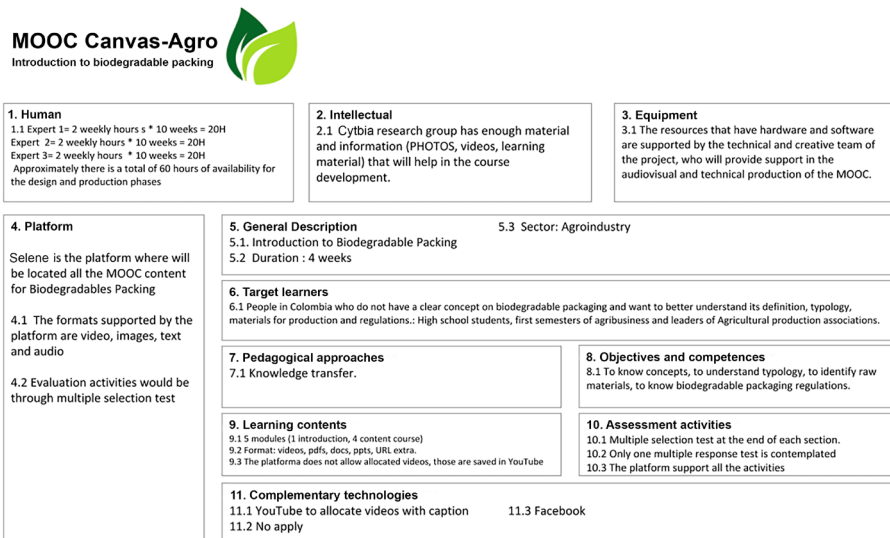 MOOC Canvas-Agro
Introduction to biodegradable packing
1. Human
1.1 Expert 1= 2 weekly hours s * 10 weeks = 20H
Expert 2= 2 weekly hours * 10 weeks = 20H
Expert 3= 2 weekly hours * 10 weeks = 20H
Approximately there is a total of 60 hours of availability for
the design and production phases
2. Intellectual
2.1 Cytbia research group has enough material
and information (PHOTOS, videos, learning
material) that will help in the course
development.
3. Equipment
3.1 The resources that have hardware and software
are supported by the technical and creative team of
the project, who will provide support in the
audiovisual and technical production of the MOOC.
4. Platform
Selene is the platform where will
be located all the MOOC content
for Biodegradables Packing
4.1 The formats supported by the
platform are video, images, text
and audio
4.2 Evaluation activities would be
through multiple selection test
5. General Description
5.1. Introduction to Biodegradable Packing
5.2 Duration : 4 weeks
5.3 Sector: Agroindustry
6. Target learners
6.1 People in Colombia who do not have a clear concept on biodegradable packaging and want to better understand its definition, typology,
materials for production and regulations.: High school students, first semesters of agribusiness and leaders of Agricultural production associations.
7. Pedagogical approaches
7.1 Knowledge transfer.
8. Objectives and competences
8.1 To know concepts, to understand typology, to identify raw
materials, to know biodegradable packaging regulations.
9. Learning contents
9.1 5 modules (1 introduction, 4 content course)
9.2 Format: videos, pdfs, docs, ppts, URL extra.
9.3 The platforma does not allow allocated videos, those are saved in YouTube
10. Assessment activities
10.1 Multiple selection test at the end of each section.
10.2 Only one multiple response test is contemplated
10.3 The platform support all the activities
11. Complementary technologies
11.1 YouTube to allocate videos with caption
11.2 No apply
11.3 Facebook